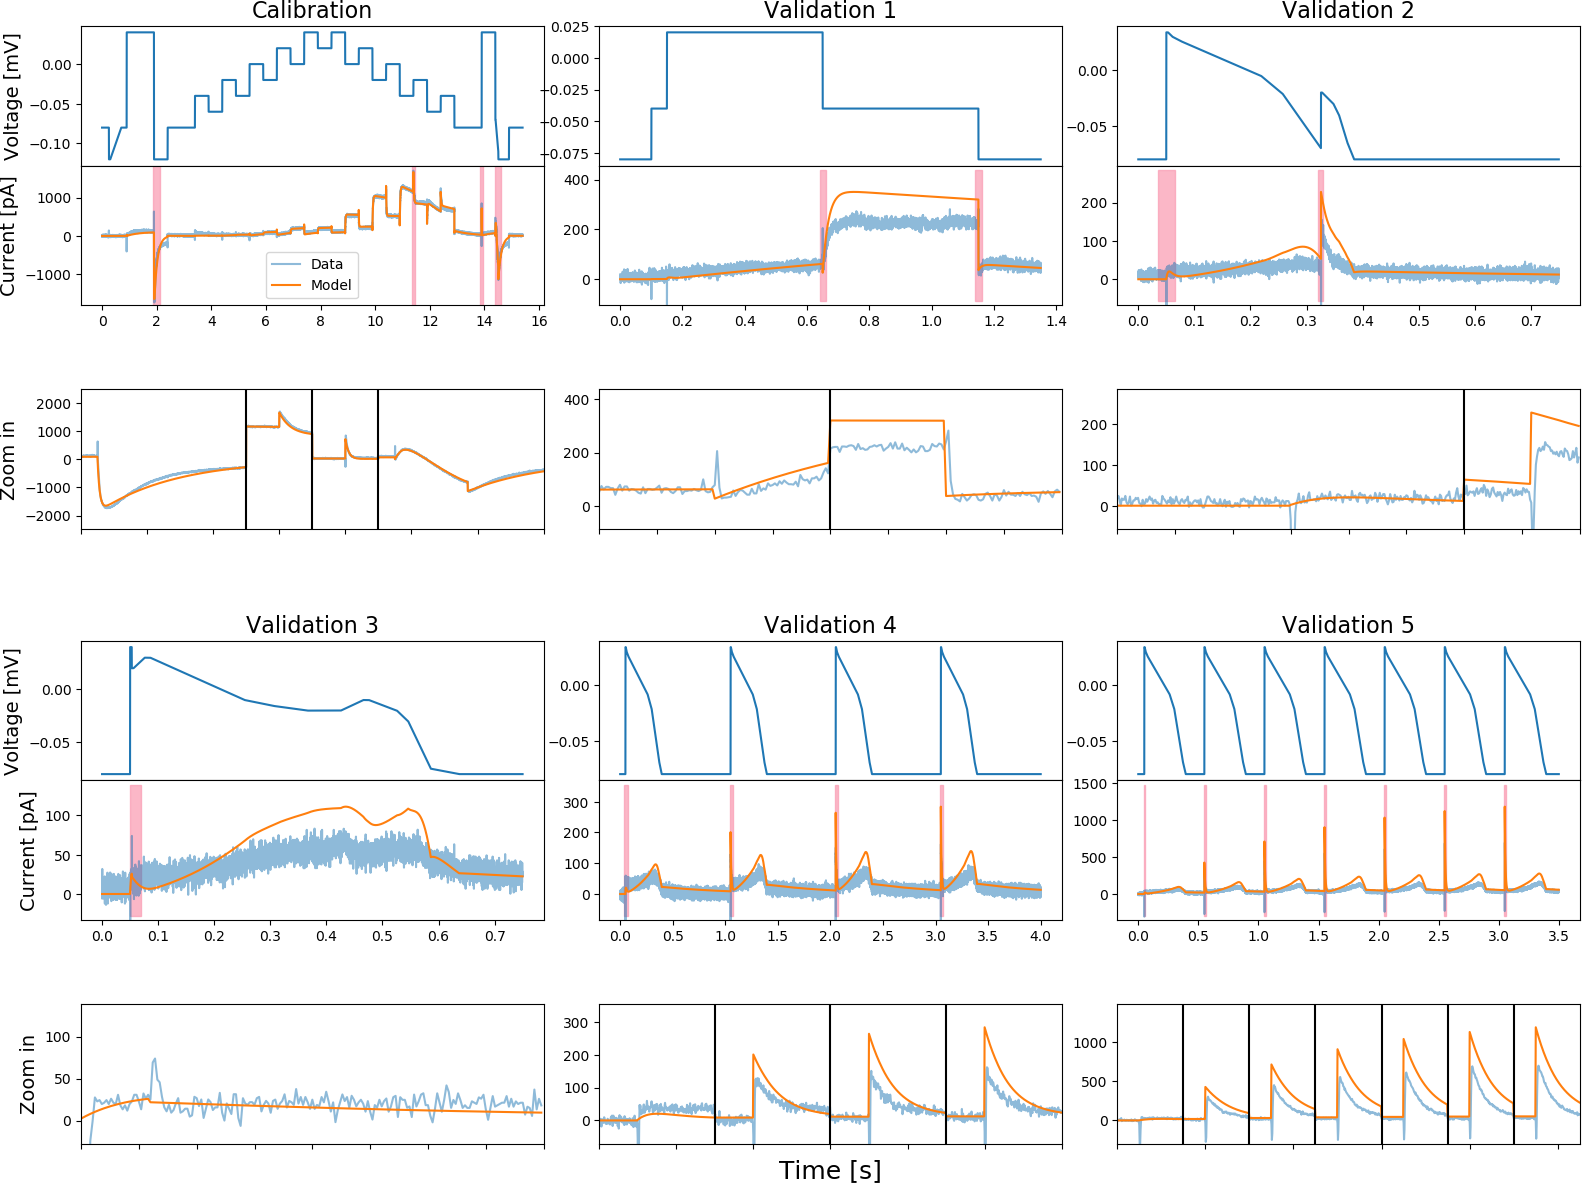 Calibration
Validation 1
Validation 2
Voltage [mV]
0.00
−0.05
−0.10
0.025
0.000
−0.025
−0.050
−0.075
0.00
−0.05
Current [pA]
1000
0
−1000
Data
Model
400
200
0
200
100
0
0 2 4 6 8 10 12 14 16
0.0 0.2 0.4 0.6 0.8 1.0 1.2 1.4
0.0 0.1 0.2 0.3 0.4 0.5 0.6 0.7
Zoom in
2000
1000
0
−1000
−2000
400
200
0
200
100
0
Validation 3
Validation 4
Validation 5
Voltage [mV]
0.00
−0.05
0.00
−0.05
0.00
−0.05
Current [pA]
100
50
0
300
200
100
0
1500
1000
500
0
0.0 0.1 0.2 0.3 0.4 0.5 0.6 0.7
0.0 0.5 1.0 1.5 2.0 2.5 3.0 3.5 4.0
0.0 0.5 1.0 1.5 2.0 2.5 3.0 3.5
Zoom in
100
50
0
300
200
100
0
1000
500
0
Time [s]